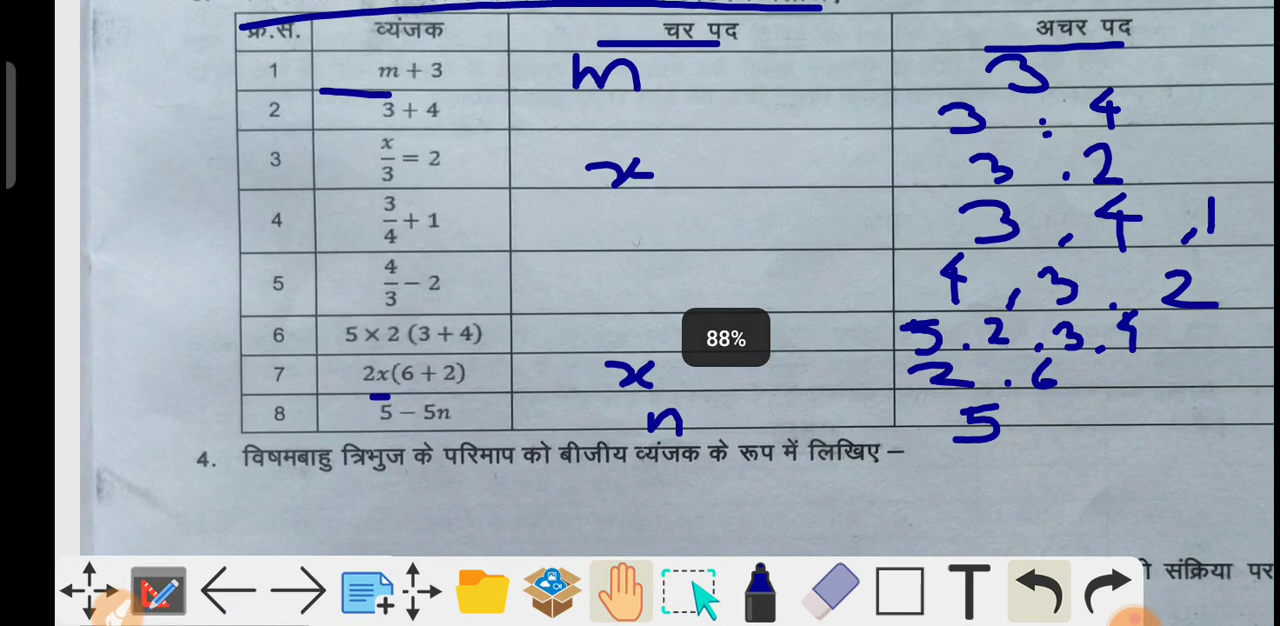 क्र.सं. व्यंजक चर पद अचर पद
1 m + 3 m 3
2 3 + 4 3 . 4
3 x/3 = 2 x 3 . 2
4 3/4 + 1 3 , 4 , 1
5 4/3 − 2 4 , 3 . 2
6 5 × 2 (3 + 4) 5 . 2 . 3 . 4
88%
7 2x(6 + 2) x 2 . 6
8 5 − 5n n 5
4. विषमबाहु त्रिभुज के परिमाप को बीजीय व्यंजक के रूप में लिखिए –
संक्रिया पर
T